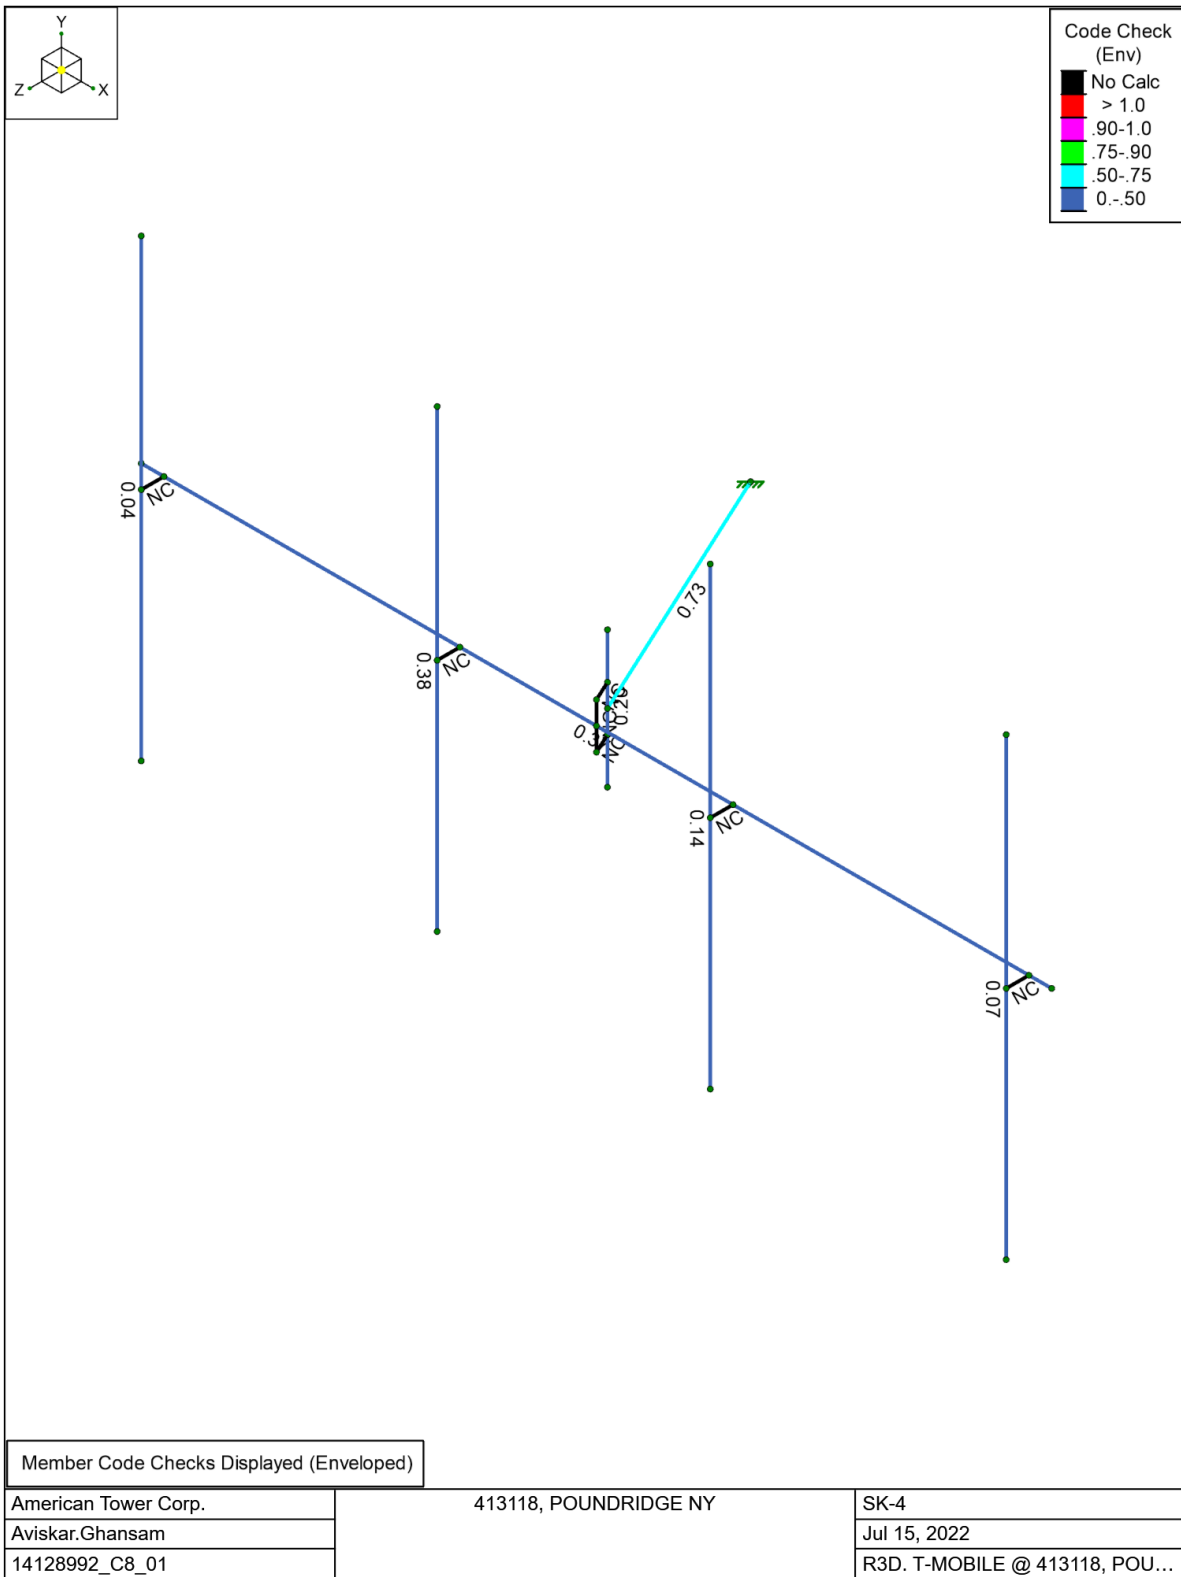 Y
Z
X
Code Check
(Env)
No Calc
> 1.0
.90-1.0
.75-.90
.50-.75
0.-.50
0.04
NC
0.38
NC
0.73
NC
0.14
NC
0.07
NC
Member Code Checks Displayed (Enveloped)
American Tower Corp.
Aviskar.Ghansam
14128992_C8_01
413118, POUNDRIDGE NY
SK-4
Jul 15, 2022
R3D. T-MOBILE @ 413118, POU...